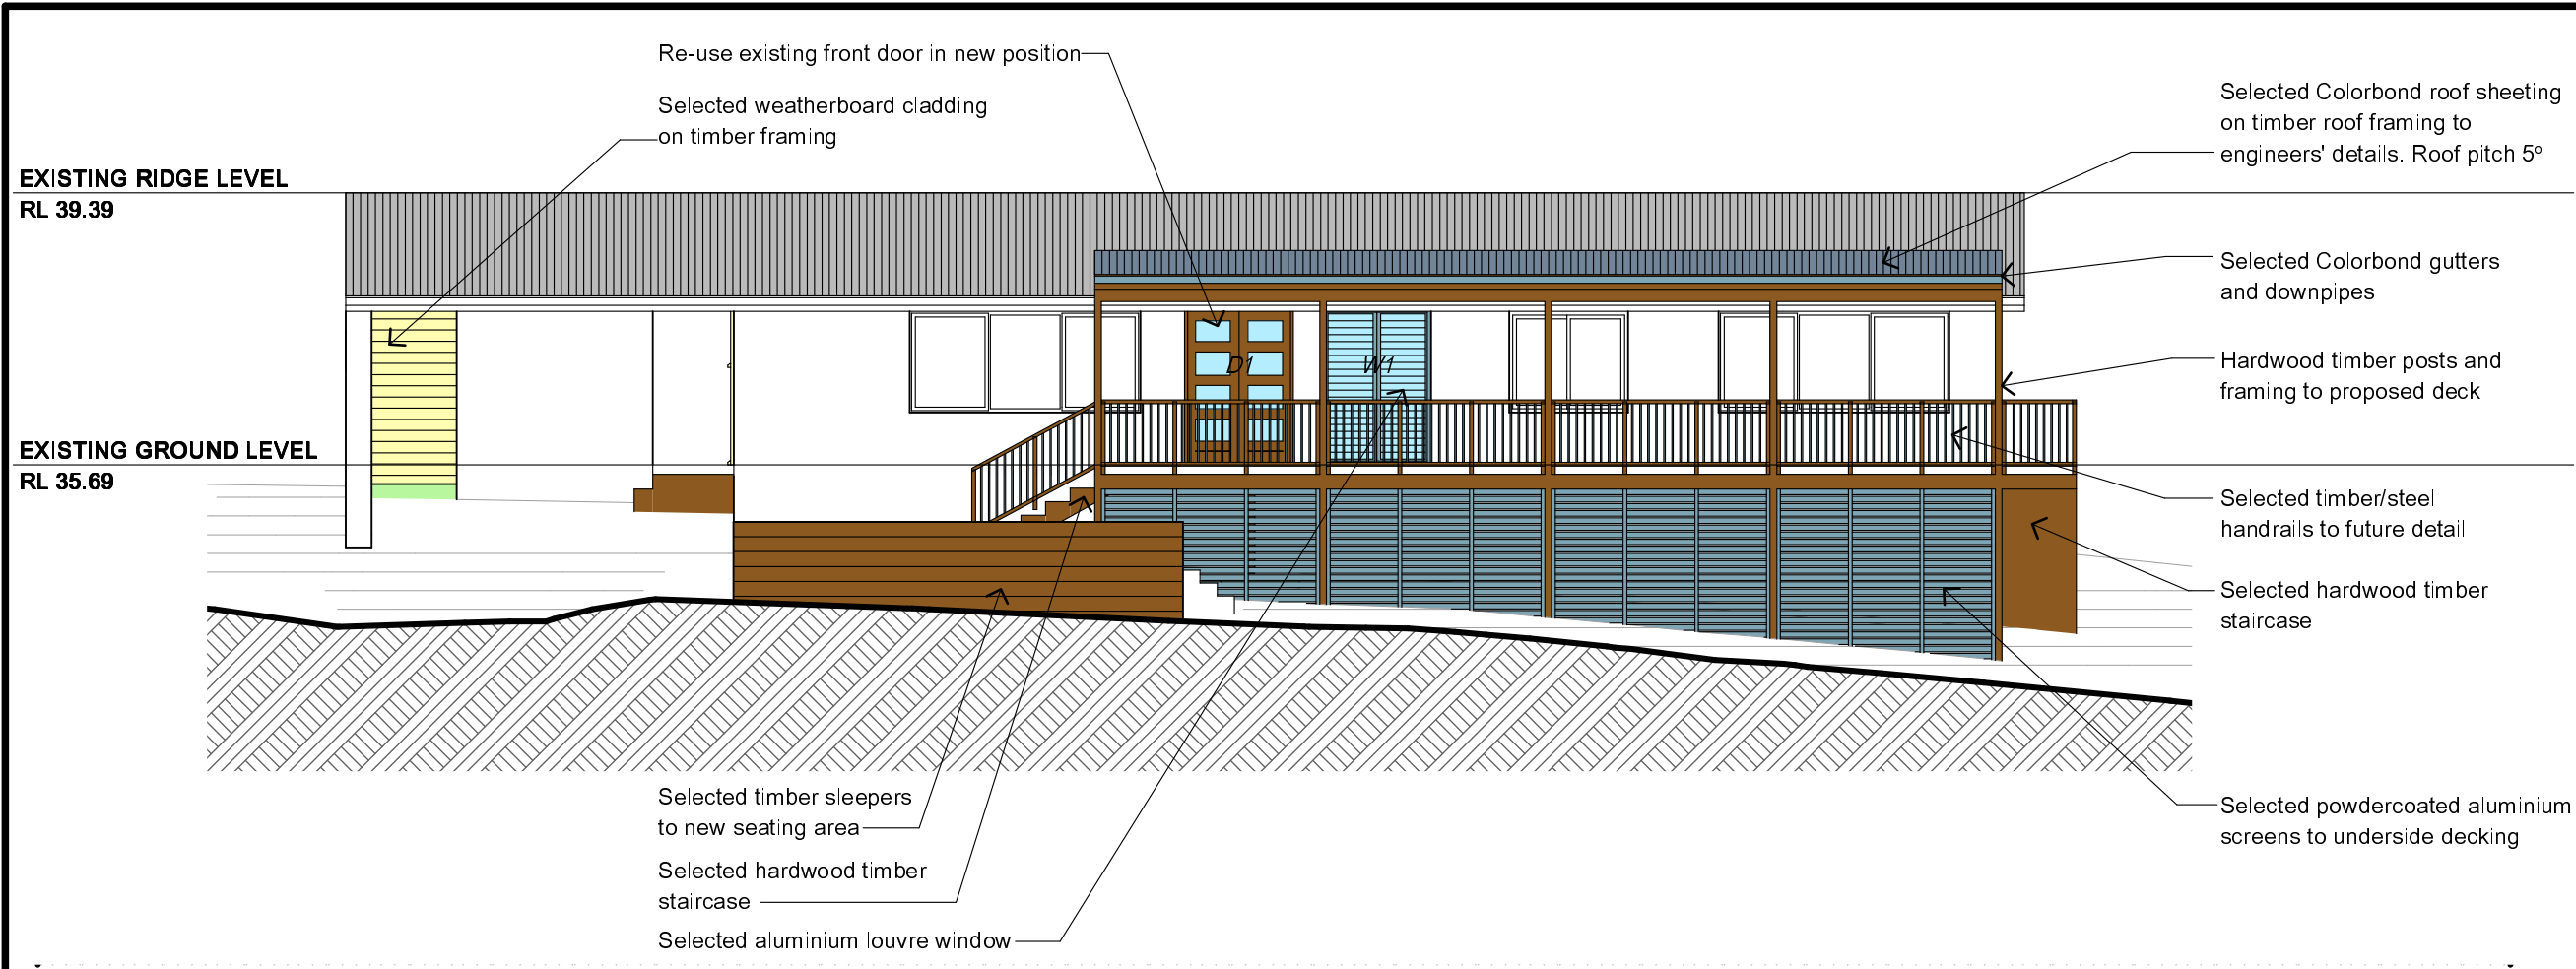 Re-use existing front door in new position
Selected weatherboard cladding
on timber framing
Selected Colorbond roof sheeting
on timber roof framing to
engineers' details. Roof pitch 5º
EXISTING RIDGE LEVEL
RL 39.39
Selected Colorbond gutters
and downpipes
D1
W1
Hardwood timber posts and
framing to proposed deck
EXISTING GROUND LEVEL
RL 35.69
Selected timber/steel
handrails to future detail
Selected hardwood timber
staircase
Selected timber sleepers
to new seating area
Selected hardwood timber
staircase
Selected aluminium louvre window
Selected powdercoated aluminium
screens to underside decking